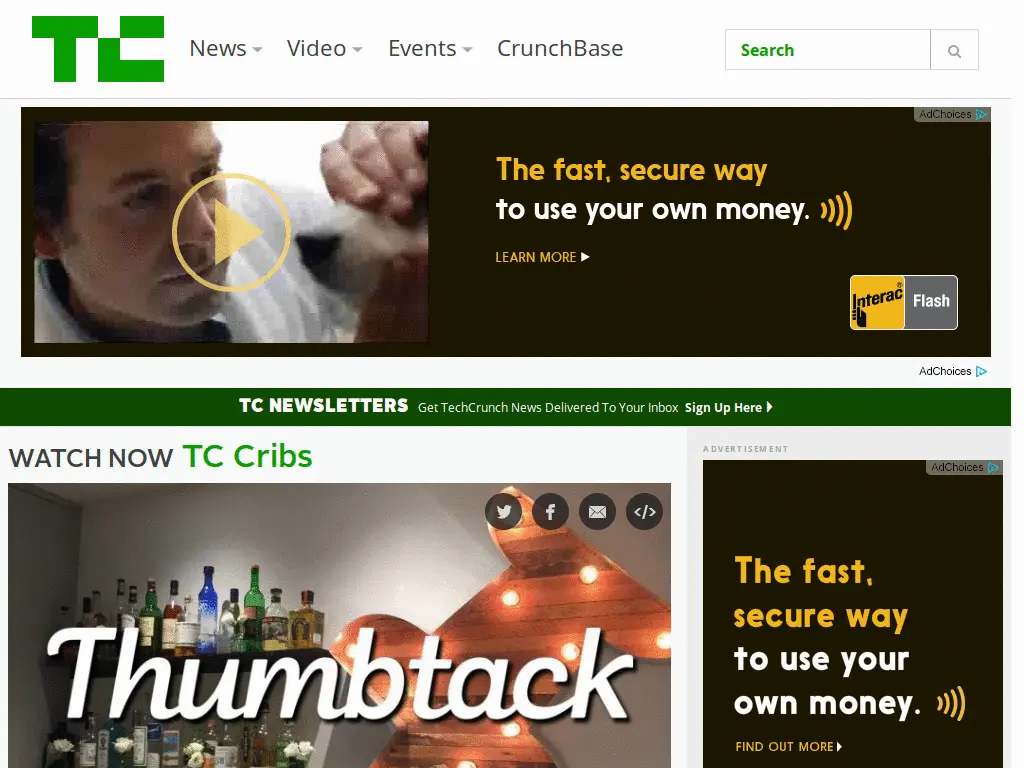 TC
News
Video
Events
CrunchBase
Search
AdChoices
The fast, secure way
to use your own money.
LEARN MORE
Interac®
Flash
AdChoices
TC NEWSLETTERS Get TechCrunch News Delivered To Your Inbox Sign Up Here
WATCH NOW TC Cribs
</>
Thumbtack
ADVERTISEMENT
AdChoices
The fast,
secure way
to use your
own money.
FIND OUT MORE